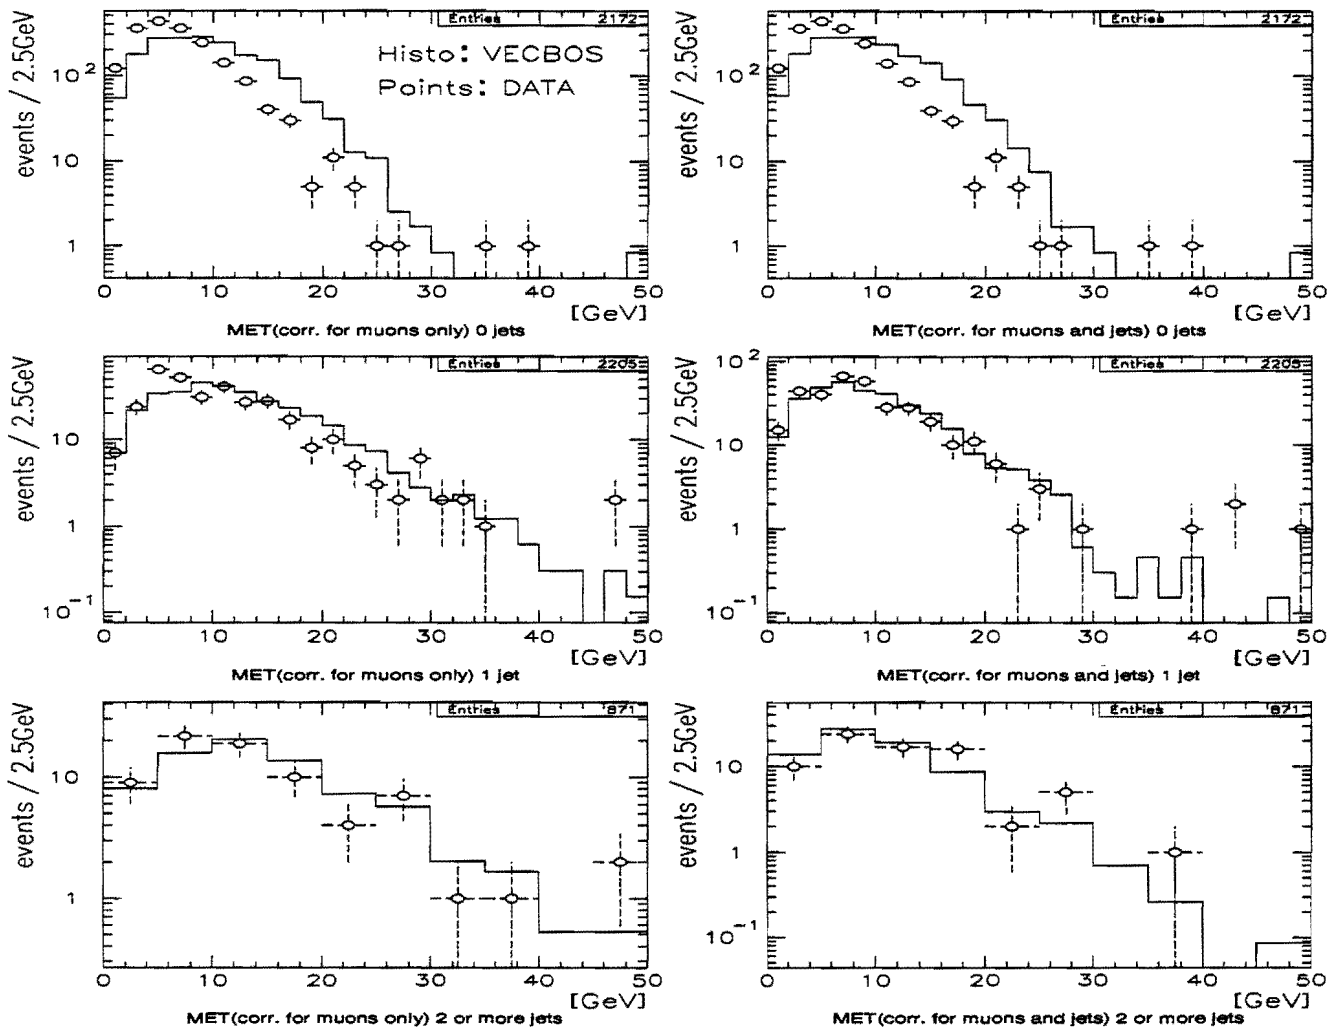 Entries 2172
events / 2.5GeV
Histo: VECBOS
Points: DATA
10²
10
1
0 10 20 30 40 50
[GeV]
MET(corr. for muons only) 0 jets
Entries 2172
events / 2.5GeV
10²
10
1
0 10 20 30 40 50
[GeV]
MET(corr. for muons and jets) 0 jets
Entries 2205
events / 2.5GeV
10
1
10⁻¹
0 10 20 30 40 50
[GeV]
MET(corr. for muons only) 1 jet
Entries 2205
events / 2.5GeV
10²
10
1
10⁻¹
0 10 20 30 40 50
[GeV]
MET(corr. for muons and jets) 1 jet
Entries 871
events / 2.5GeV
10
1
0 10 20 30 40 50
[GeV]
MET(corr. for muons only) 2 or more jets
Entries 871
events / 2.5GeV
10
1
10⁻¹
0 10 20 30 40 50
[GeV]
MET(corr. for muons and jets) 2 or more jets